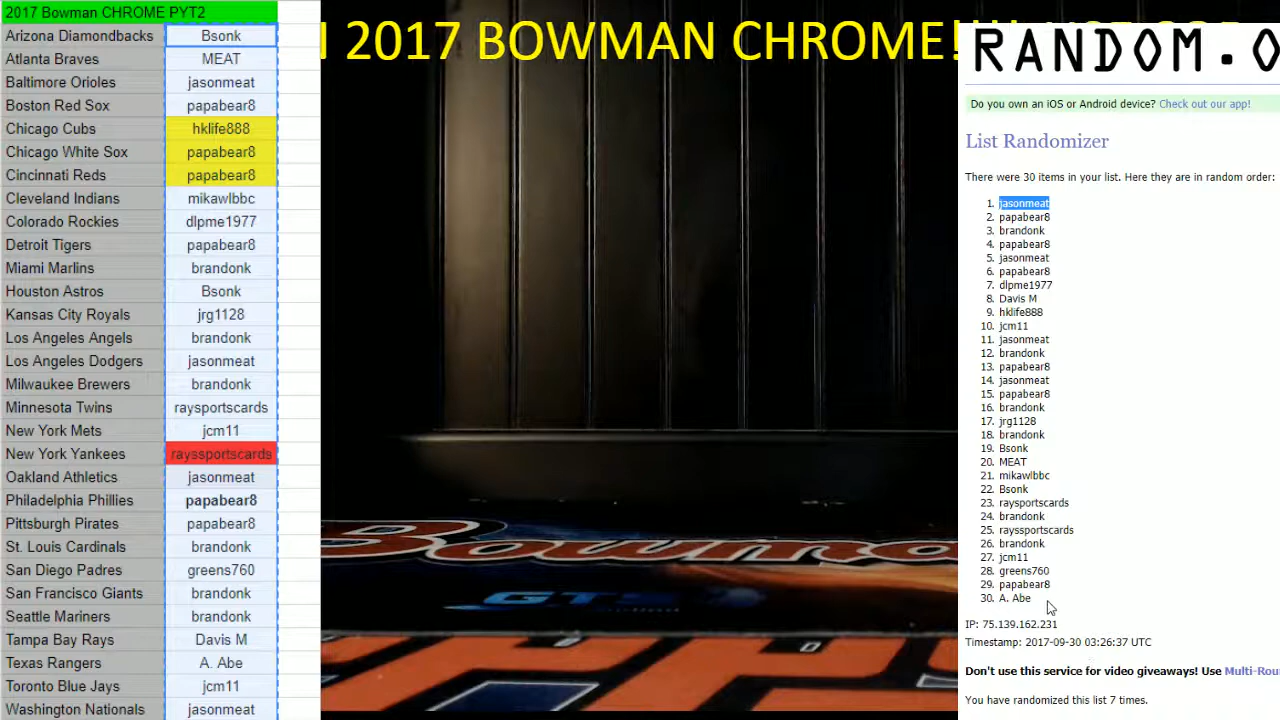 2017 Bowman CHROME PYT2
Arizona Diamondbacks Bsonk
Atlanta Braves MEAT
Baltimore Orioles jasonmeat
Boston Red Sox papabear8
Chicago Cubs hklife888
Chicago White Sox papabear8
Cincinnati Reds papabear8
Cleveland Indians mikawlbbc
Colorado Rockies dlpme1977
Detroit Tigers papabear8
Miami Marlins brandonk
Houston Astros Bsonk
Kansas City Royals jrg1128
Los Angeles Angels brandonk
Los Angeles Dodgers jasonmeat
Milwaukee Brewers brandonk
Minnesota Twins raysportscards
New York Mets jcm11
New York Yankees rayssportscards
Oakland Athletics jasonmeat
Philadelphia Phillies papabear8
Pittsburgh Pirates papabear8
St. Louis Cardinals brandonk
San Diego Padres greens760
San Francisco Giants brandonk
Seattle Mariners brandonk
Tampa Bay Rays Davis M
Texas Rangers A. Abe
Toronto Blue Jays jcm11
Washington Nationals jasonmeat
2017 BOWMAN CHROME!
Bowma
GTS
RANDOM.O
Do you own an iOS or Android device? Check out our app!
List Randomizer
There were 30 items in your list. Here they are in random order:
1. jasonmeat
2. papabear8
3. brandonk
4. papabear8
5. jasonmeat
6. papabear8
7. dlpme1977
8. Davis M
9. hklife888
10. jcm11
11. jasonmeat
12. brandonk
13. papabear8
14. jasonmeat
15. papabear8
16. brandonk
17. jrg1128
18. brandonk
19. Bsonk
20. MEAT
21. mikawlbbc
22. Bsonk
23. raysportscards
24. brandonk
25. rayssportscards
26. brandonk
27. jcm11
28. greens760
29. papabear8
30. A. Abe
IP: 75.139.162.231
Timestamp: 2017-09-30 03:26:37 UTC
Don't use this service for video giveaways! Use Multi-Rou
You have randomized this list 7 times.